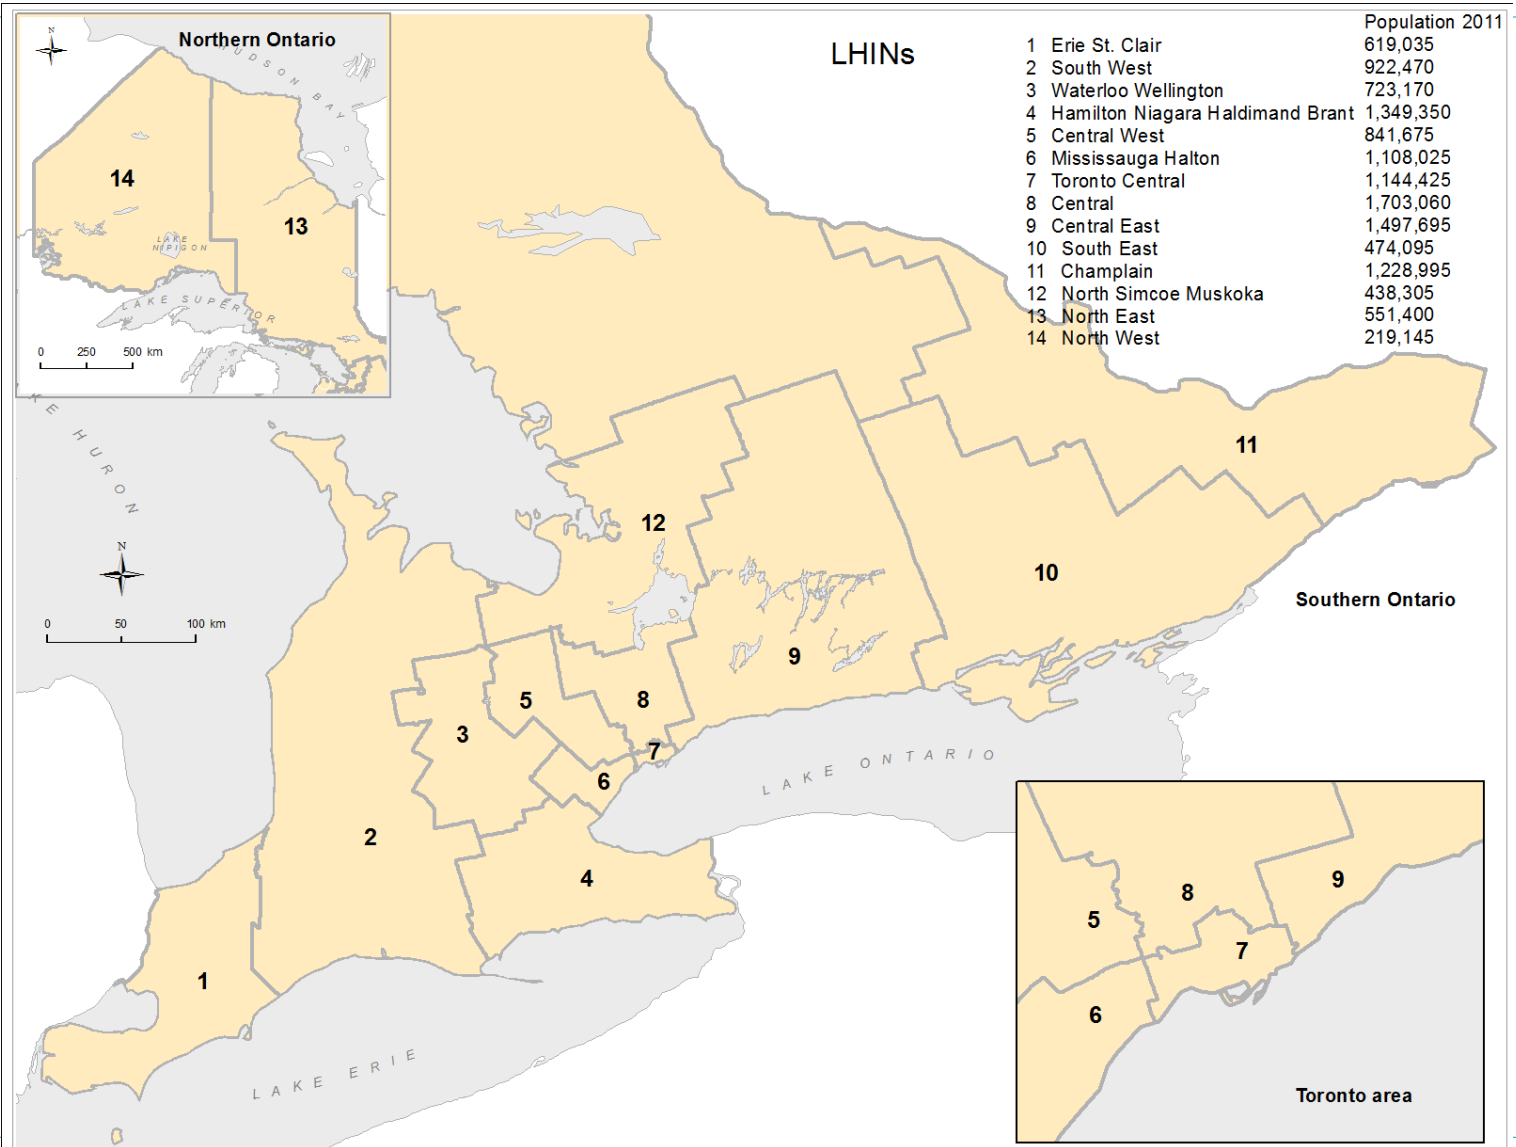 LHINs
Population 2011
1 Erie St. Clair 619,035
2 South West 922,470
3 Waterloo Wellington 723,170
4 Hamilton Niagara Haldimand Brant 1,349,350
5 Central West 841,675
6 Mississauga Halton 1,108,025
7 Toronto Central 1,144,425
8 Central 1,703,060
9 Central East 1,497,695
10 South East 474,095
11 Champlain 1,228,995
12 North Simcoe Muskoka 438,305
13 North East 551,400
14 North West 219,145
N
Northern Ontario
HUDSON BAY
14
13
LAKE
NIPIGON
LAKE SUPERIOR
0 250 500 km
KE HURON
N
0 50 100 km
11
12
10
Southern Ontario
9
5
8
3
7
6
LAKE ONTARIO
2
4
1
LAKE ERIE
9
8
5
7
6
Toronto area